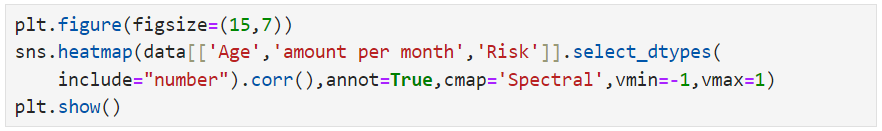 plt.figure(figsize=(15,7))
sns.heatmap(data[['Age','amount per month','Risk']].select_dtypes(
    include="number").corr(),annot=True,cmap='Spectral',vmin=-1,vmax=1)
plt.show()